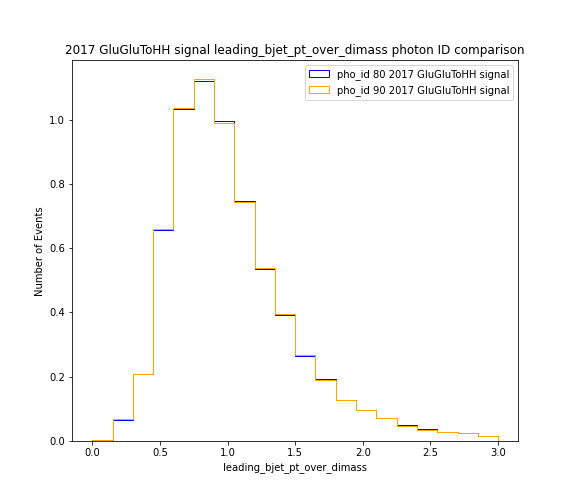 2017 GluGluToHH signal leading_bjet_pt_over_dimass photon ID comparison
pho_id 80 2017 GluGluToHH signal
pho_id 90 2017 GluGluToHH signal
Number of Events
1.0
0.8
0.6
0.4
0.2
0.0
0.0 0.5 1.0 1.5 2.0 2.5 3.0
leading_bjet_pt_over_dimass